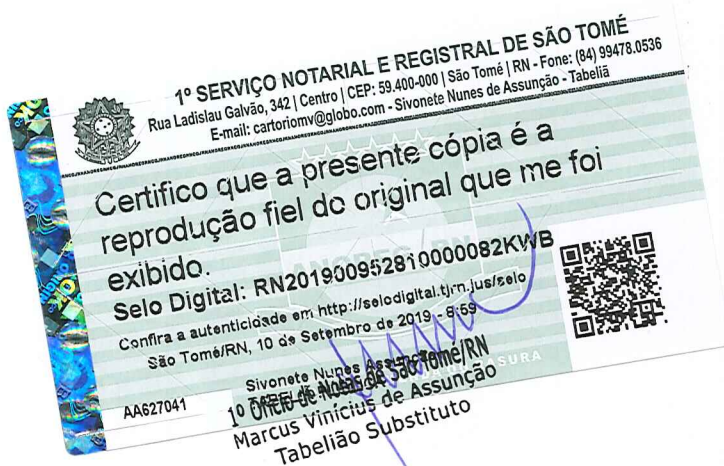 1º SERVIÇO NOTARIAL E REGISTRAL DE SÃO TOMÉ
Rua Ladislau Galvão, 342 | Centro | CEP: 59.400-000 | São Tomé | RN - Fone: (84) 99478.0536
E-mail: cartoriomv@globo.com - Sivonete Nunes de Assunção - Tabeliã
Certifico que a presente cópia é a
reprodução fiel do original que me foi
exibido.
Selo Digital: RN201900952810000082KWB
Confira a autenticidade em http://selodigital.tjrn.jus/selo
São Tomé/RN, 10 de Setembro de 2019 - 8:59
Sivonete Nunes Assunção
AA627041
1º Ofício de Notas de São Tomé/RN
Marcus Vinícius de Assunção
Tabelião Substituto